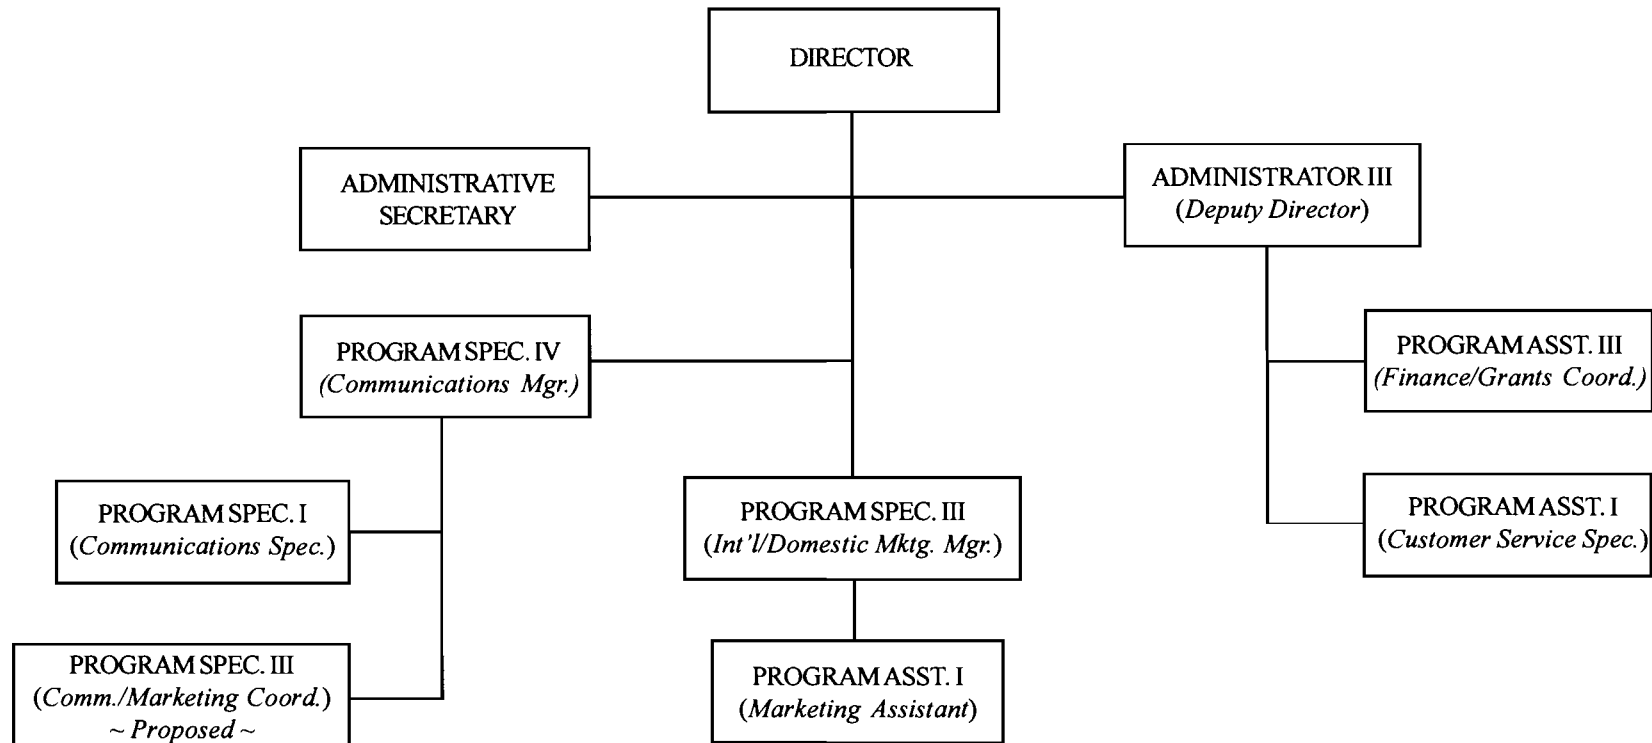 DIRECTOR
ADMINISTRATIVE
SECRETARY
ADMINISTRATOR III
(Deputy Director)
PROGRAM SPEC. IV
(Communications Mgr.)
PROGRAM ASST. III
(Finance/Grants Coord.)
PROGRAM SPEC. I
(Communications Spec.)
PROGRAM SPEC. III
(Int'l/Domestic Mktg. Mgr.)
PROGRAM ASST. I
(Customer Service Spec.)
PROGRAM SPEC. III
(Comm./Marketing Coord.)
~ Proposed ~
PROGRAM ASST. I
(Marketing Assistant)